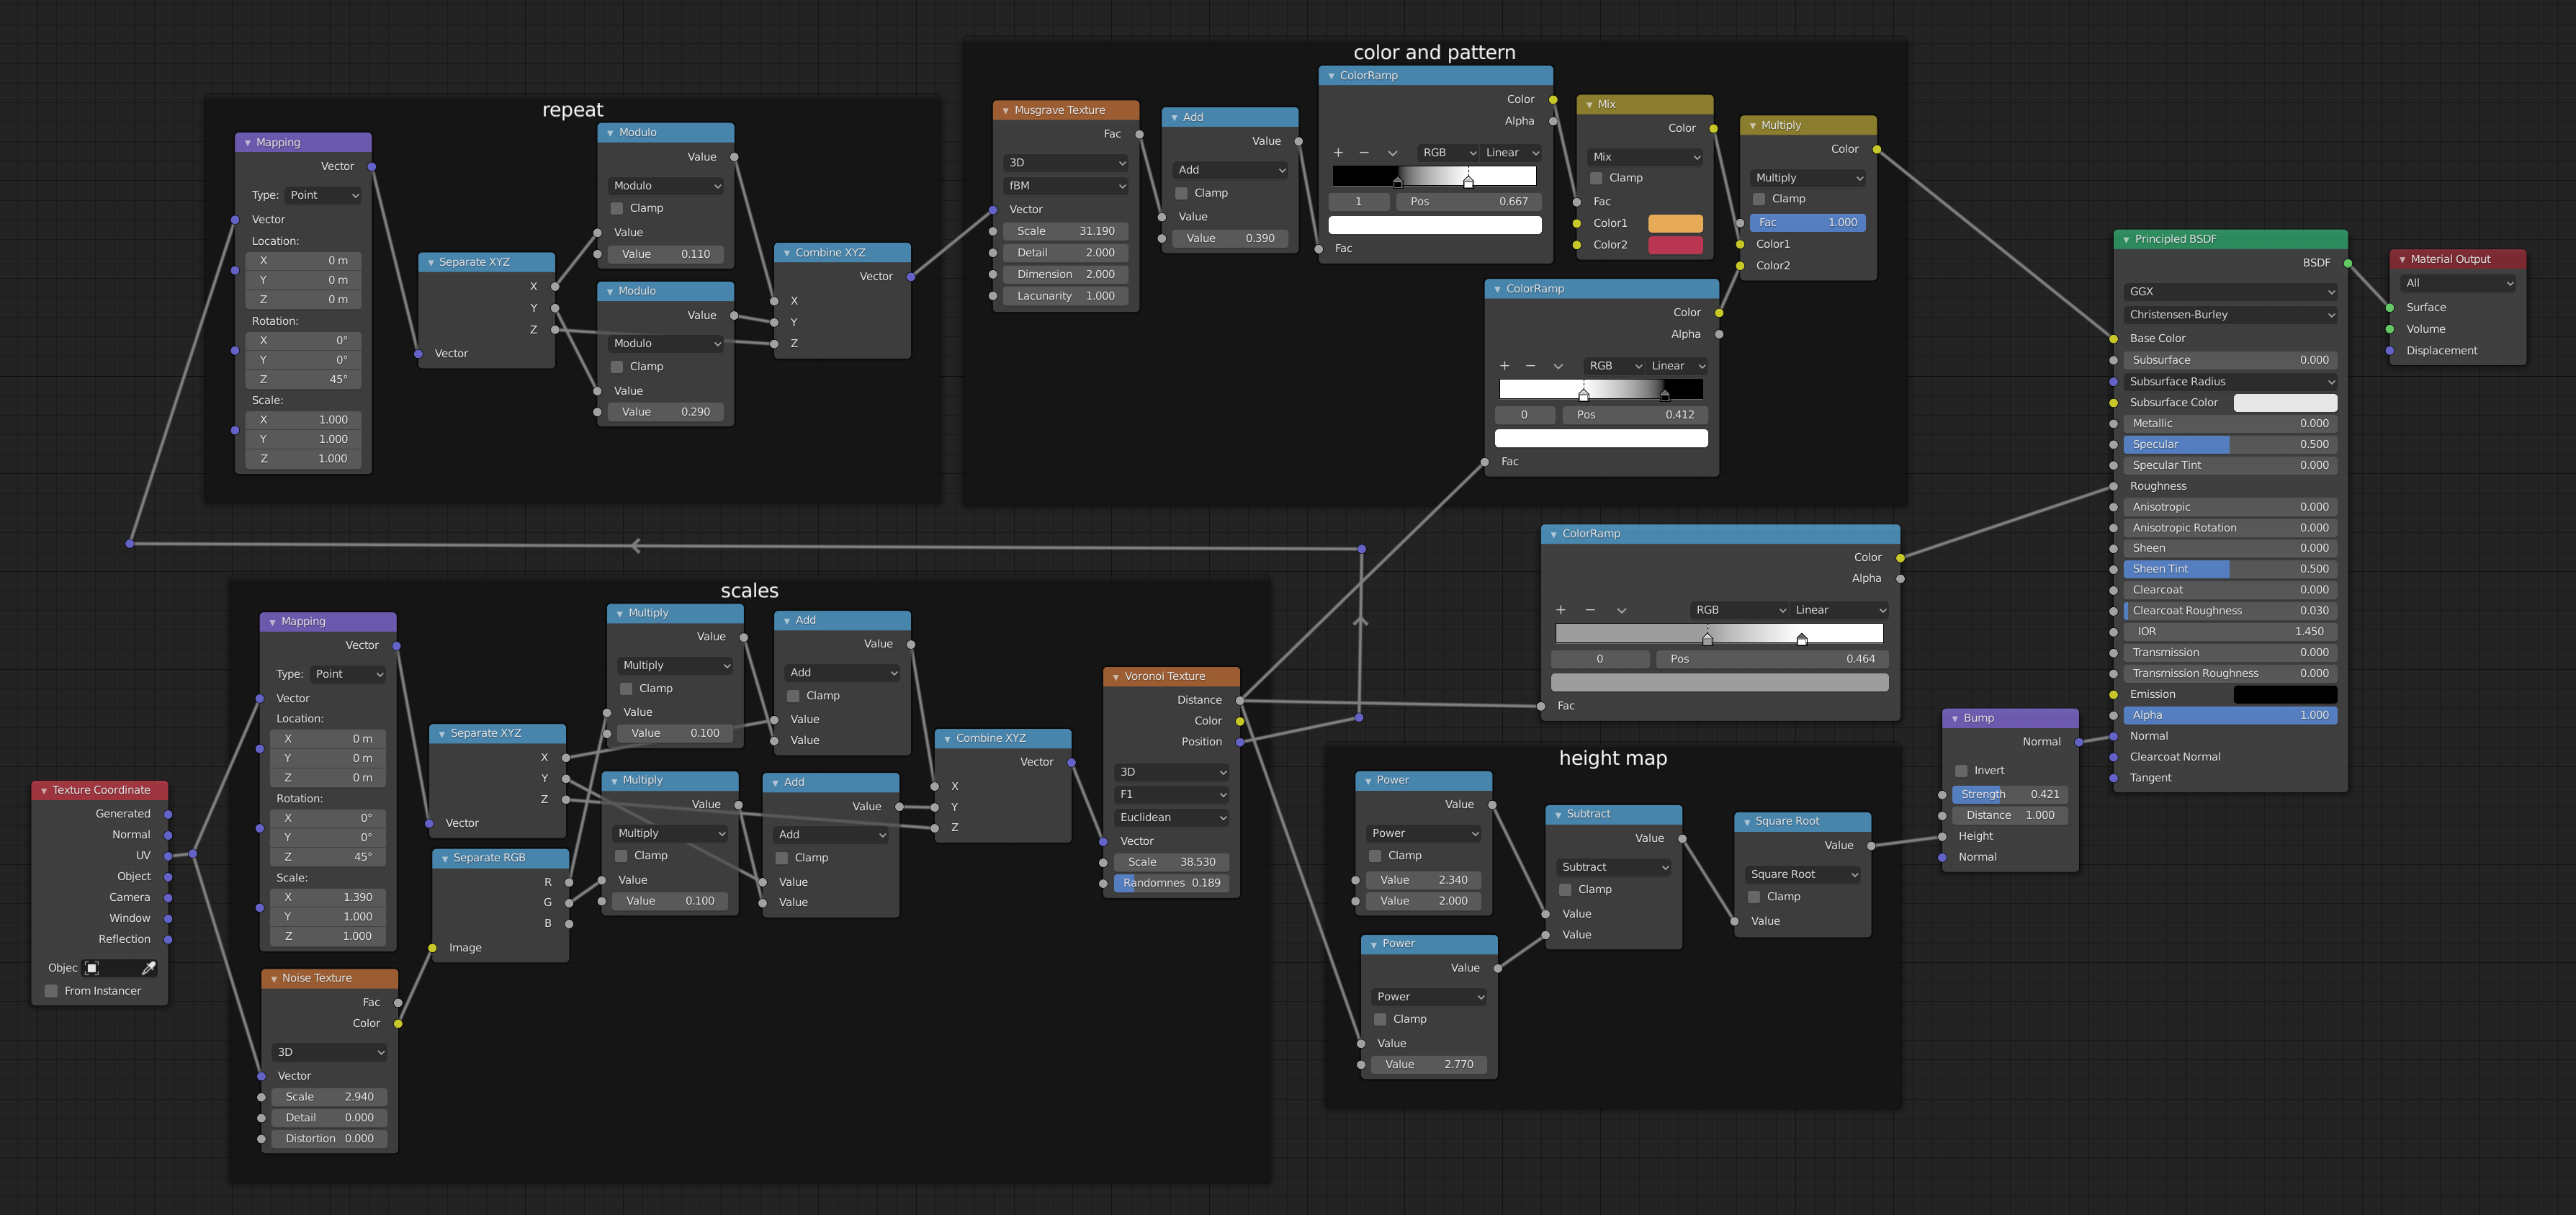 repeat
Mapping
Vector
Type: Point
Vector
Location:
X 0 m
Y 0 m
Z 0 m
Rotation:
X 0°
Y 0°
Z 45°
Scale:
X 1.000
Y 1.000
Z 1.000
Separate XYZ
X
Y
Z
Vector
Modulo
Value
Modulo
Clamp
Value
Value 0.110
Modulo
Value
Modulo
Clamp
Value
Value 0.290
Combine XYZ
Vector
X
Y
Z
color and pattern
Musgrave Texture
Fac
3D
fBM
Vector
Scale 31.190
Detail 2.000
Dimension 2.000
Lacunarity 1.000
Add
Value
Add
Clamp
Value
Value 0.390
ColorRamp
Color
Alpha
+ − RGB Linear
1 Pos 0.667
Fac
Mix
Color
Mix
Clamp
Fac
Color1
Color2
Multiply
Color
Multiply
Clamp
Fac 1.000
Color1
Color2
ColorRamp
Color
Alpha
+ − RGB Linear
0 Pos 0.412
Fac
Principled BSDF
BSDF
GGX
Christensen-Burley
Base Color
Subsurface 0.000
Subsurface Radius
Subsurface Color
Metallic 0.000
Specular 0.500
Specular Tint 0.000
Roughness
Anisotropic 0.000
Anisotropic Rotation 0.000
Sheen 0.000
Sheen Tint 0.500
Clearcoat 0.000
Clearcoat Roughness 0.030
IOR 1.450
Transmission 0.000
Transmission Roughness 0.000
Emission
Alpha 1.000
Normal
Clearcoat Normal
Tangent
Material Output
All
Surface
Volume
Displacement
Texture Coordinate
Generated
Normal
UV
Object
Camera
Window
Reflection
Objec
From Instancer
scales
Mapping
Vector
Type: Point
Vector
Location:
X 0 m
Y 0 m
Z 0 m
Rotation:
X 0°
Y 0°
Z 45°
Scale:
X 1.390
Y 1.000
Z 1.000
Noise Texture
Fac
Color
3D
Vector
Scale 2.940
Detail 0.000
Distortion 0.000
Separate XYZ
X
Y
Z
Vector
Separate RGB
R
G
B
Image
Multiply
Value
Multiply
Clamp
Value
Value 0.100
Multiply
Value
Multiply
Clamp
Value
Value 0.100
Add
Value
Add
Clamp
Value
Value
Add
Value
Add
Clamp
Value
Value
Combine XYZ
Vector
X
Y
Z
Voronoi Texture
Distance
Color
Position
3D
F1
Euclidean
Vector
Scale 38.530
Randomnes 0.189
ColorRamp
Color
Alpha
+ − RGB Linear
0 Pos 0.464
Fac
height map
Power
Value
Power
Clamp
Value 2.340
Value 2.000
Power
Value
Power
Clamp
Value
Value 2.770
Subtract
Value
Subtract
Clamp
Value
Value
Square Root
Value
Square Root
Clamp
Value
Bump
Normal
Invert
Strength 0.421
Distance 1.000
Height
Normal